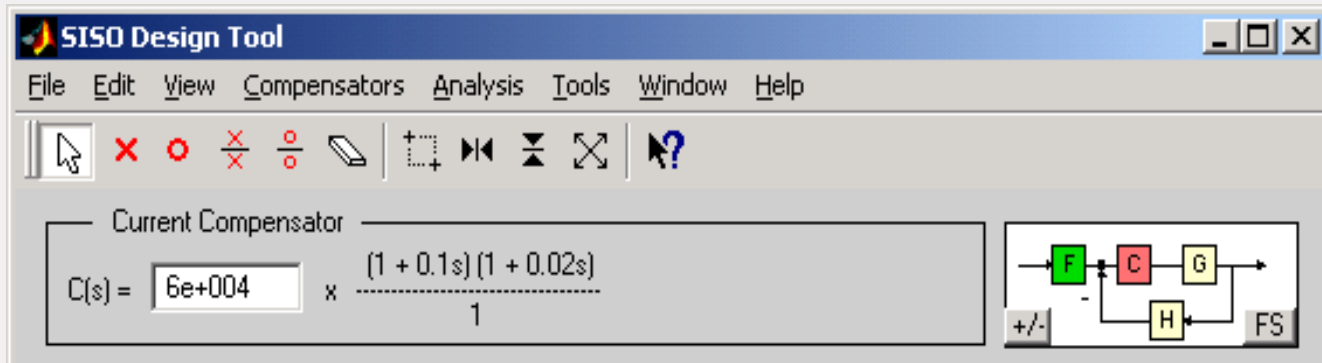 SISO Design Tool
File Edit View Compensators Analysis Tools Window Help
Current Compensator
C(s) = 6e+004 x (1 + 0.1s) (1 + 0.02s)
1
F C G
-
H
+/- FS